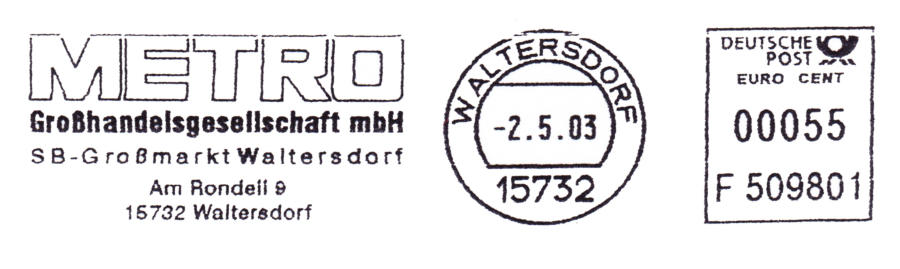 METRO
Großhandelsgesellschaft mbH
SB-Großmarkt Waltersdorf
Am Rondell 9
15732 Waltersdorf
WALTERSDORF
-2.5.03
15732
DEUTSCHE
POST
EURO CENT
00055
F 509801